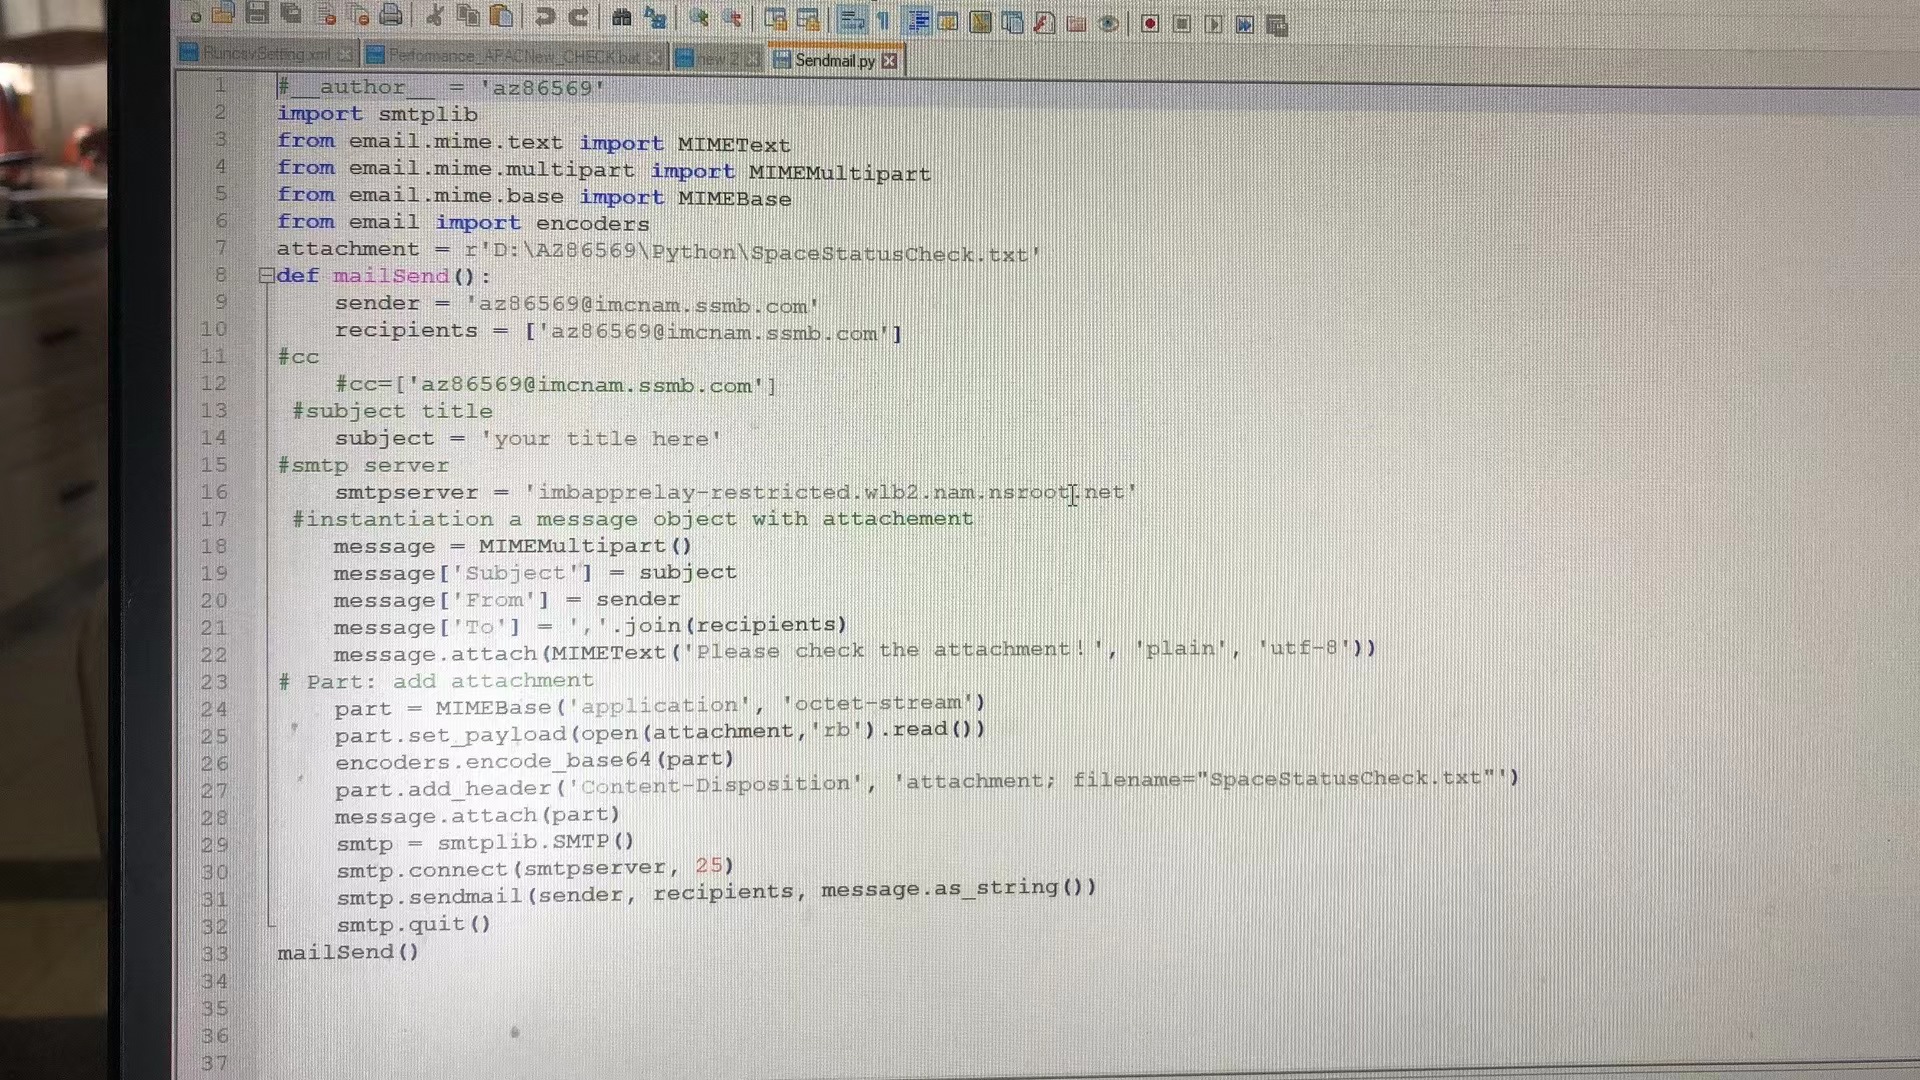 RuncsvSetting.xml
Performance_APACNew_CHECK.bat
new 2
Sendmail.py
1 #__author__ = 'az86569'
2 import smtplib
3 from email.mime.text import MIMEText
4 from email.mime.multipart import MIMEMultipart
5 from email.mime.base import MIMEBase
6 from email import encoders
7 attachment = r'D:\AZ86569\Python\SpaceStatusCheck.txt'
8 def mailSend():
9 sender = 'az86569@imcnam.ssmb.com'
10 recipients = ['az86569@imcnam.ssmb.com']
11 #cc
12 #cc=['az86569@imcnam.ssmb.com']
13 #subject title
14 subject = 'your title here'
15 #smtp server
16 smtpserver = 'imbapprelay-restricted.wlb2.nam.nsroot.net'
17 #instantiation a message object with attachement
18 message = MIMEMultipart()
19 message['Subject'] = subject
20 message['From'] = sender
21 message['To'] = ','.join(recipients)
22 message.attach(MIMEText('Please check the attachment!', 'plain', 'utf-8'))
23 # Part: add attachment
24 part = MIMEBase('application', 'octet-stream')
25 part.set_payload(open(attachment,'rb').read())
26 encoders.encode_base64(part)
27 part.add_header('Content-Disposition', 'attachment; filename="SpaceStatusCheck.txt"')
28 message.attach(part)
29 smtp = smtplib.SMTP()
30 smtp.connect(smtpserver, 25)
31 smtp.sendmail(sender, recipients, message.as_string())
32 smtp.quit()
33 mailSend()
34
35
36
37